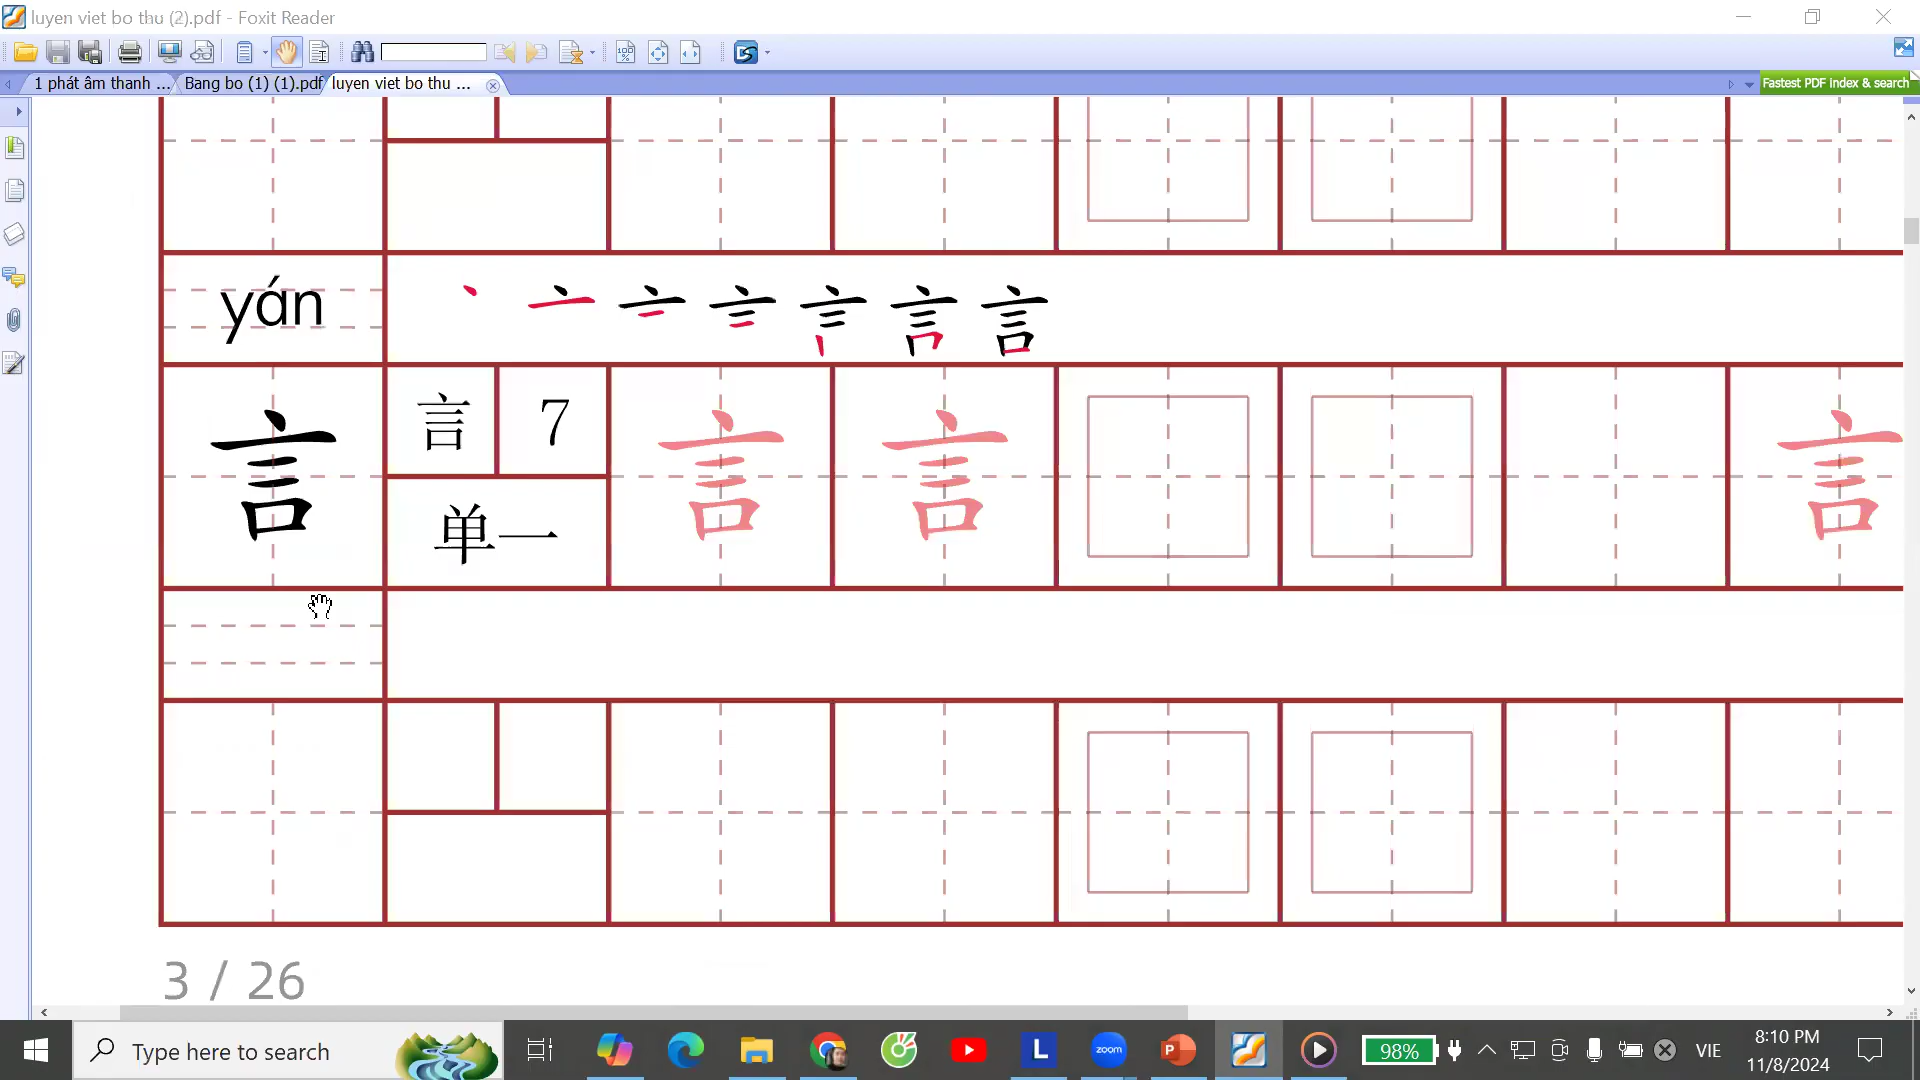 luyen viet bo thu (2).pdf - Foxit Reader
1 phát âm thanh ...
Bang bo (1) (1).pdf
luyen viet bo thu ...
Fastest PDF index & search
yán
言
言 7
单一
言 言 言
3 / 26
Type here to search
L
zoom
P
98%
VIE
8:10 PM
11/8/2024